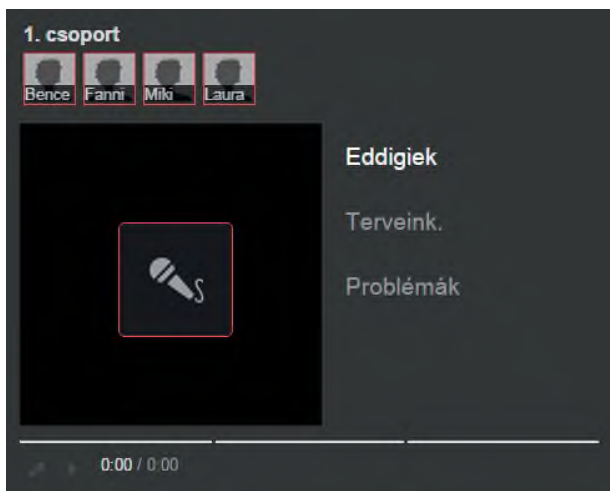 1. csoport
Bence Fanni Miki Laura
Eddigiek
Terveink.
Problémák
0:00 / 0:00